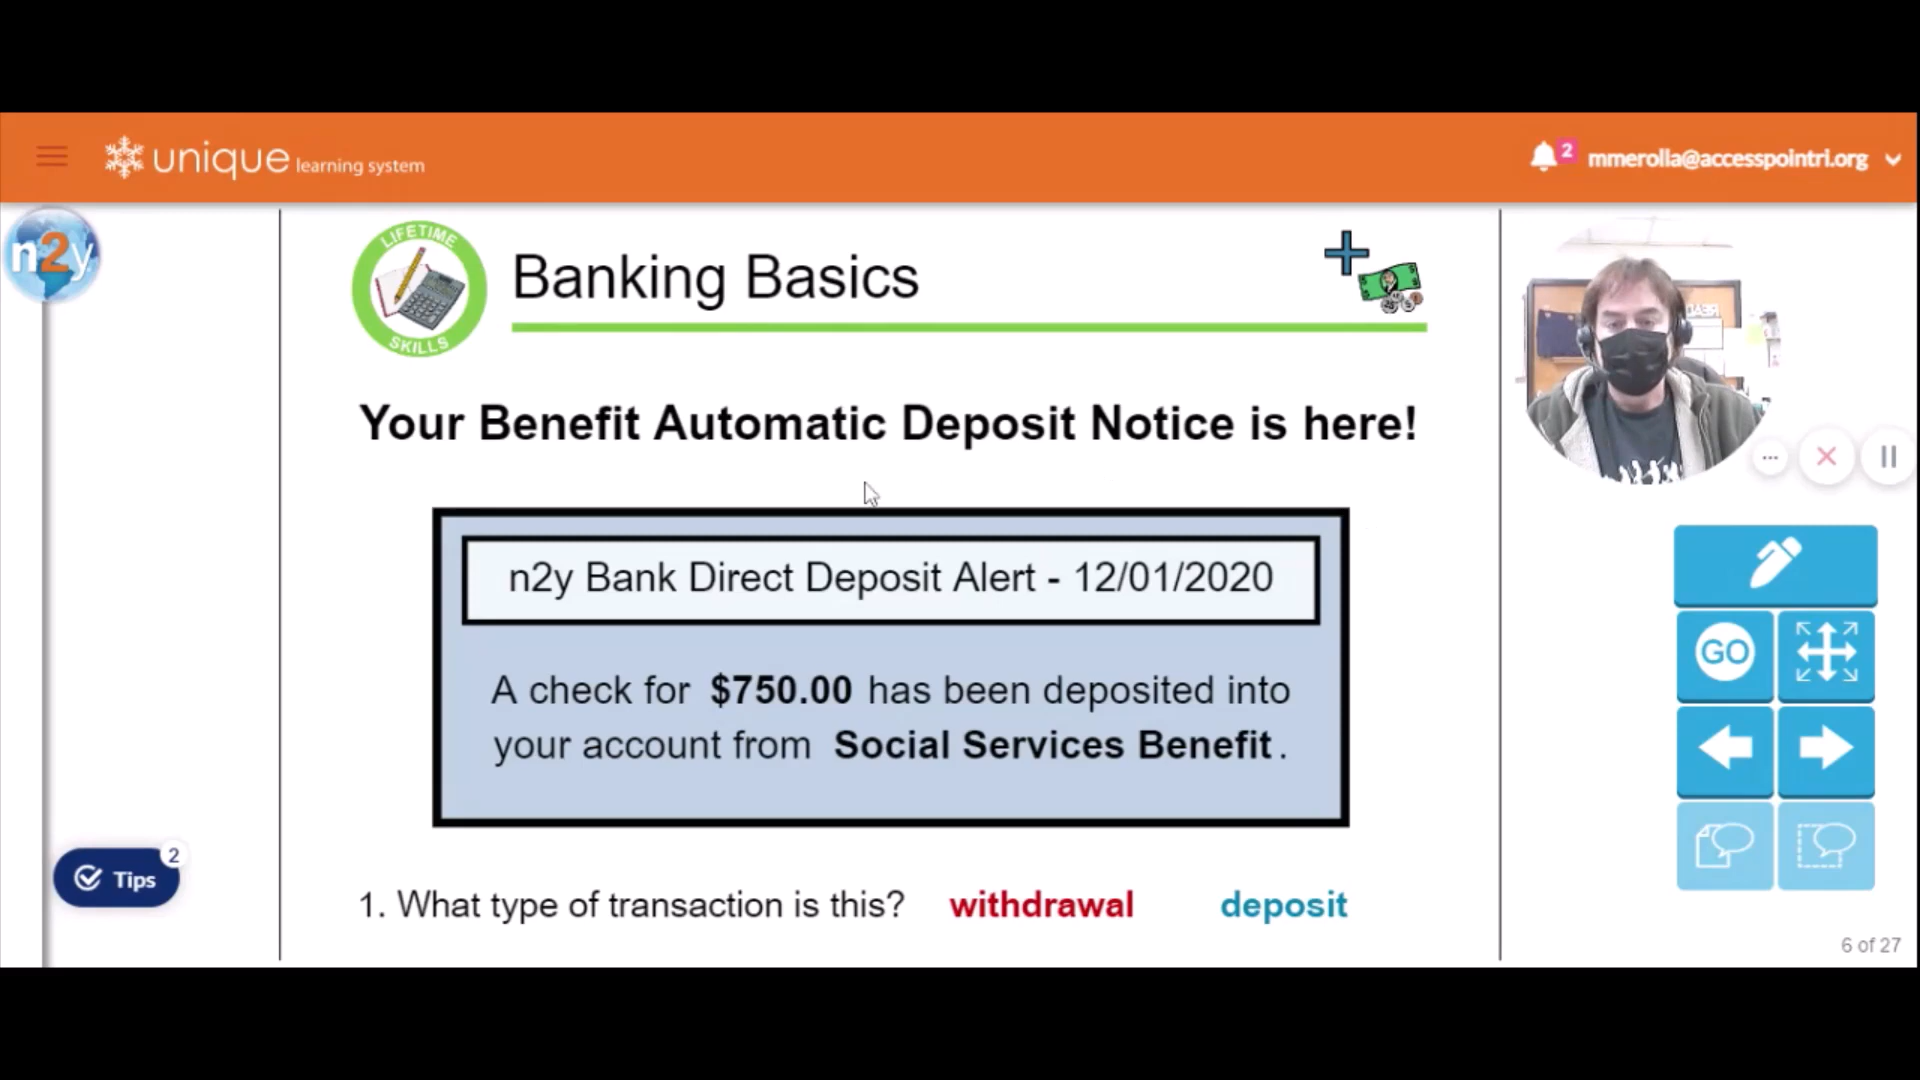 unique learning system
2
mmerolla@accesspointri.org
n2y
LIFETIME
SKILLS
Banking Basics
Your Benefit Automatic Deposit Notice is here!
n2y Bank Direct Deposit Alert - 12/01/2020
A check for $750.00 has been deposited into
your account from Social Services Benefit.
GO
Tips
2
1. What type of transaction is this? withdrawal deposit
6 of 27